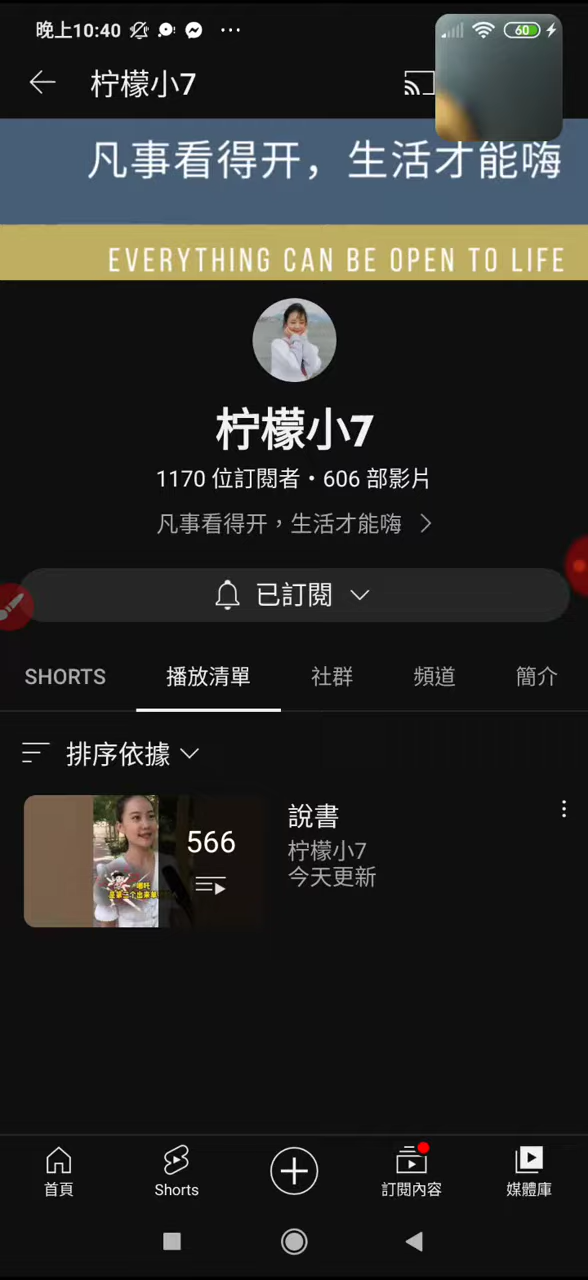 晚上10:40
60
柠檬小7
凡事看得开，生活才能嗨
EVERYTHING CAN BE OPEN TO LIFE
柠檬小7
1170 位訂閱者・606 部影片
凡事看得开，生活才能嗨
已訂閱
SHORTS 播放清單 社群 頻道 簡介
排序依據
566
說書
柠檬小7
今天更新
首頁 Shorts 訂閱內容 媒體庫